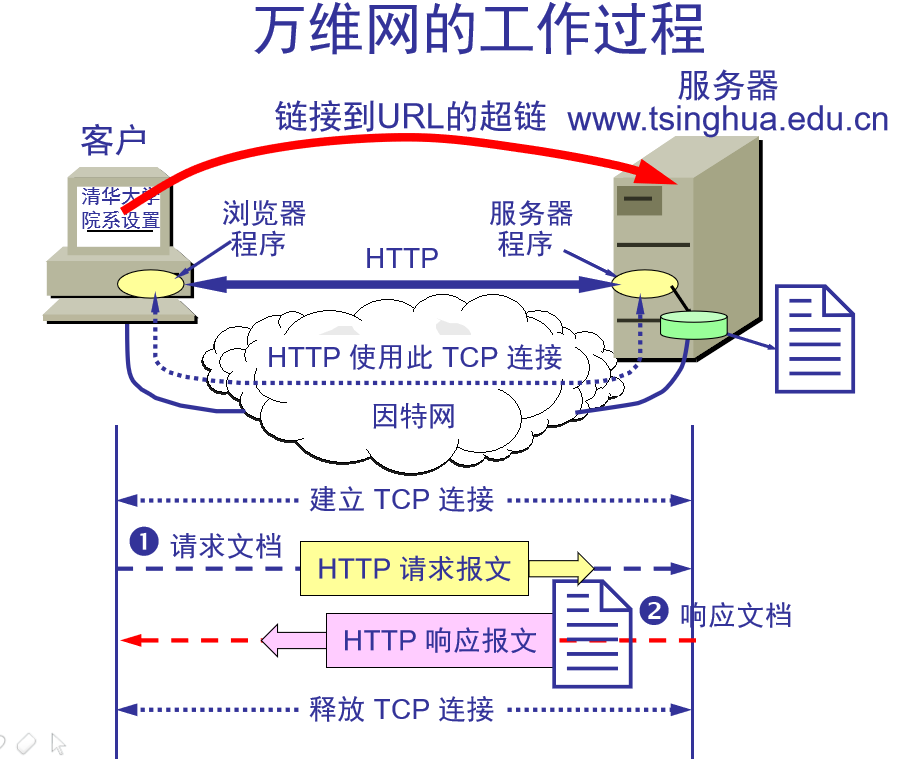 万维网的工作过程
服务器
链接到URL的超链
www.tsinghua.edu.cn
客户
清华大学
院系设置
浏览器
程序
服务器
程序
HTTP
HTTP 使用此 TCP 连接
因特网
建立 TCP 连接
❶ 请求文档
HTTP 请求报文
❷ 响应文档
HTTP 响应报文
释放 TCP 连接